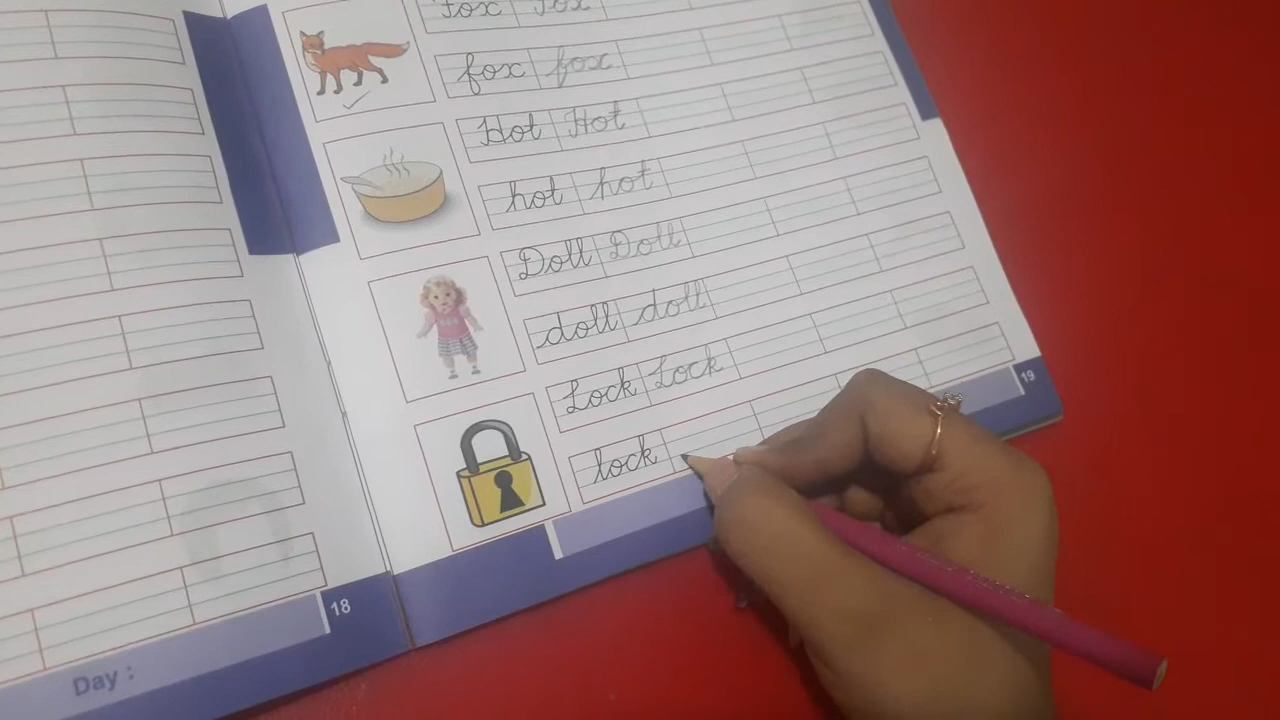 Fox Fox
fox fox
Hot Hot
hot hot
Doll Doll
doll doll
Lock Lock
lock
19
18
Day :